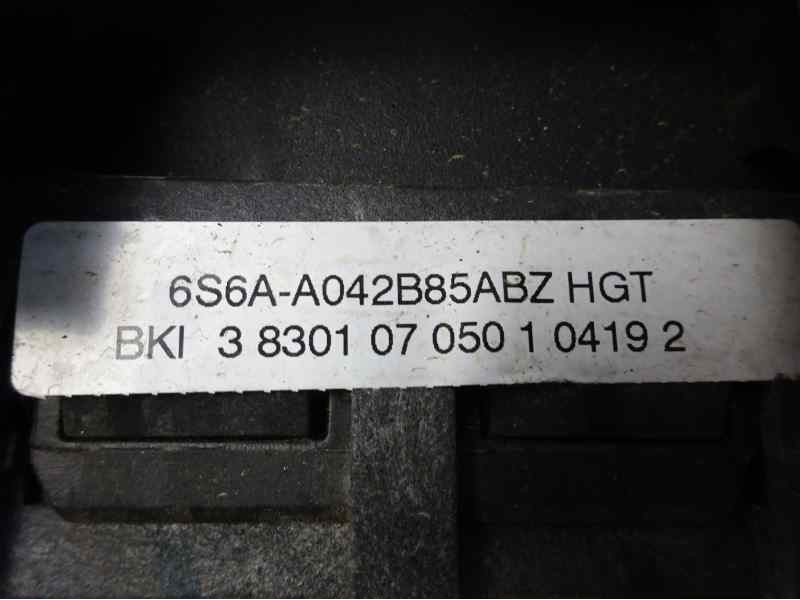 6S6A-A042B85ABZ HGT
BKI 3 8301 07 050 1 0419 2